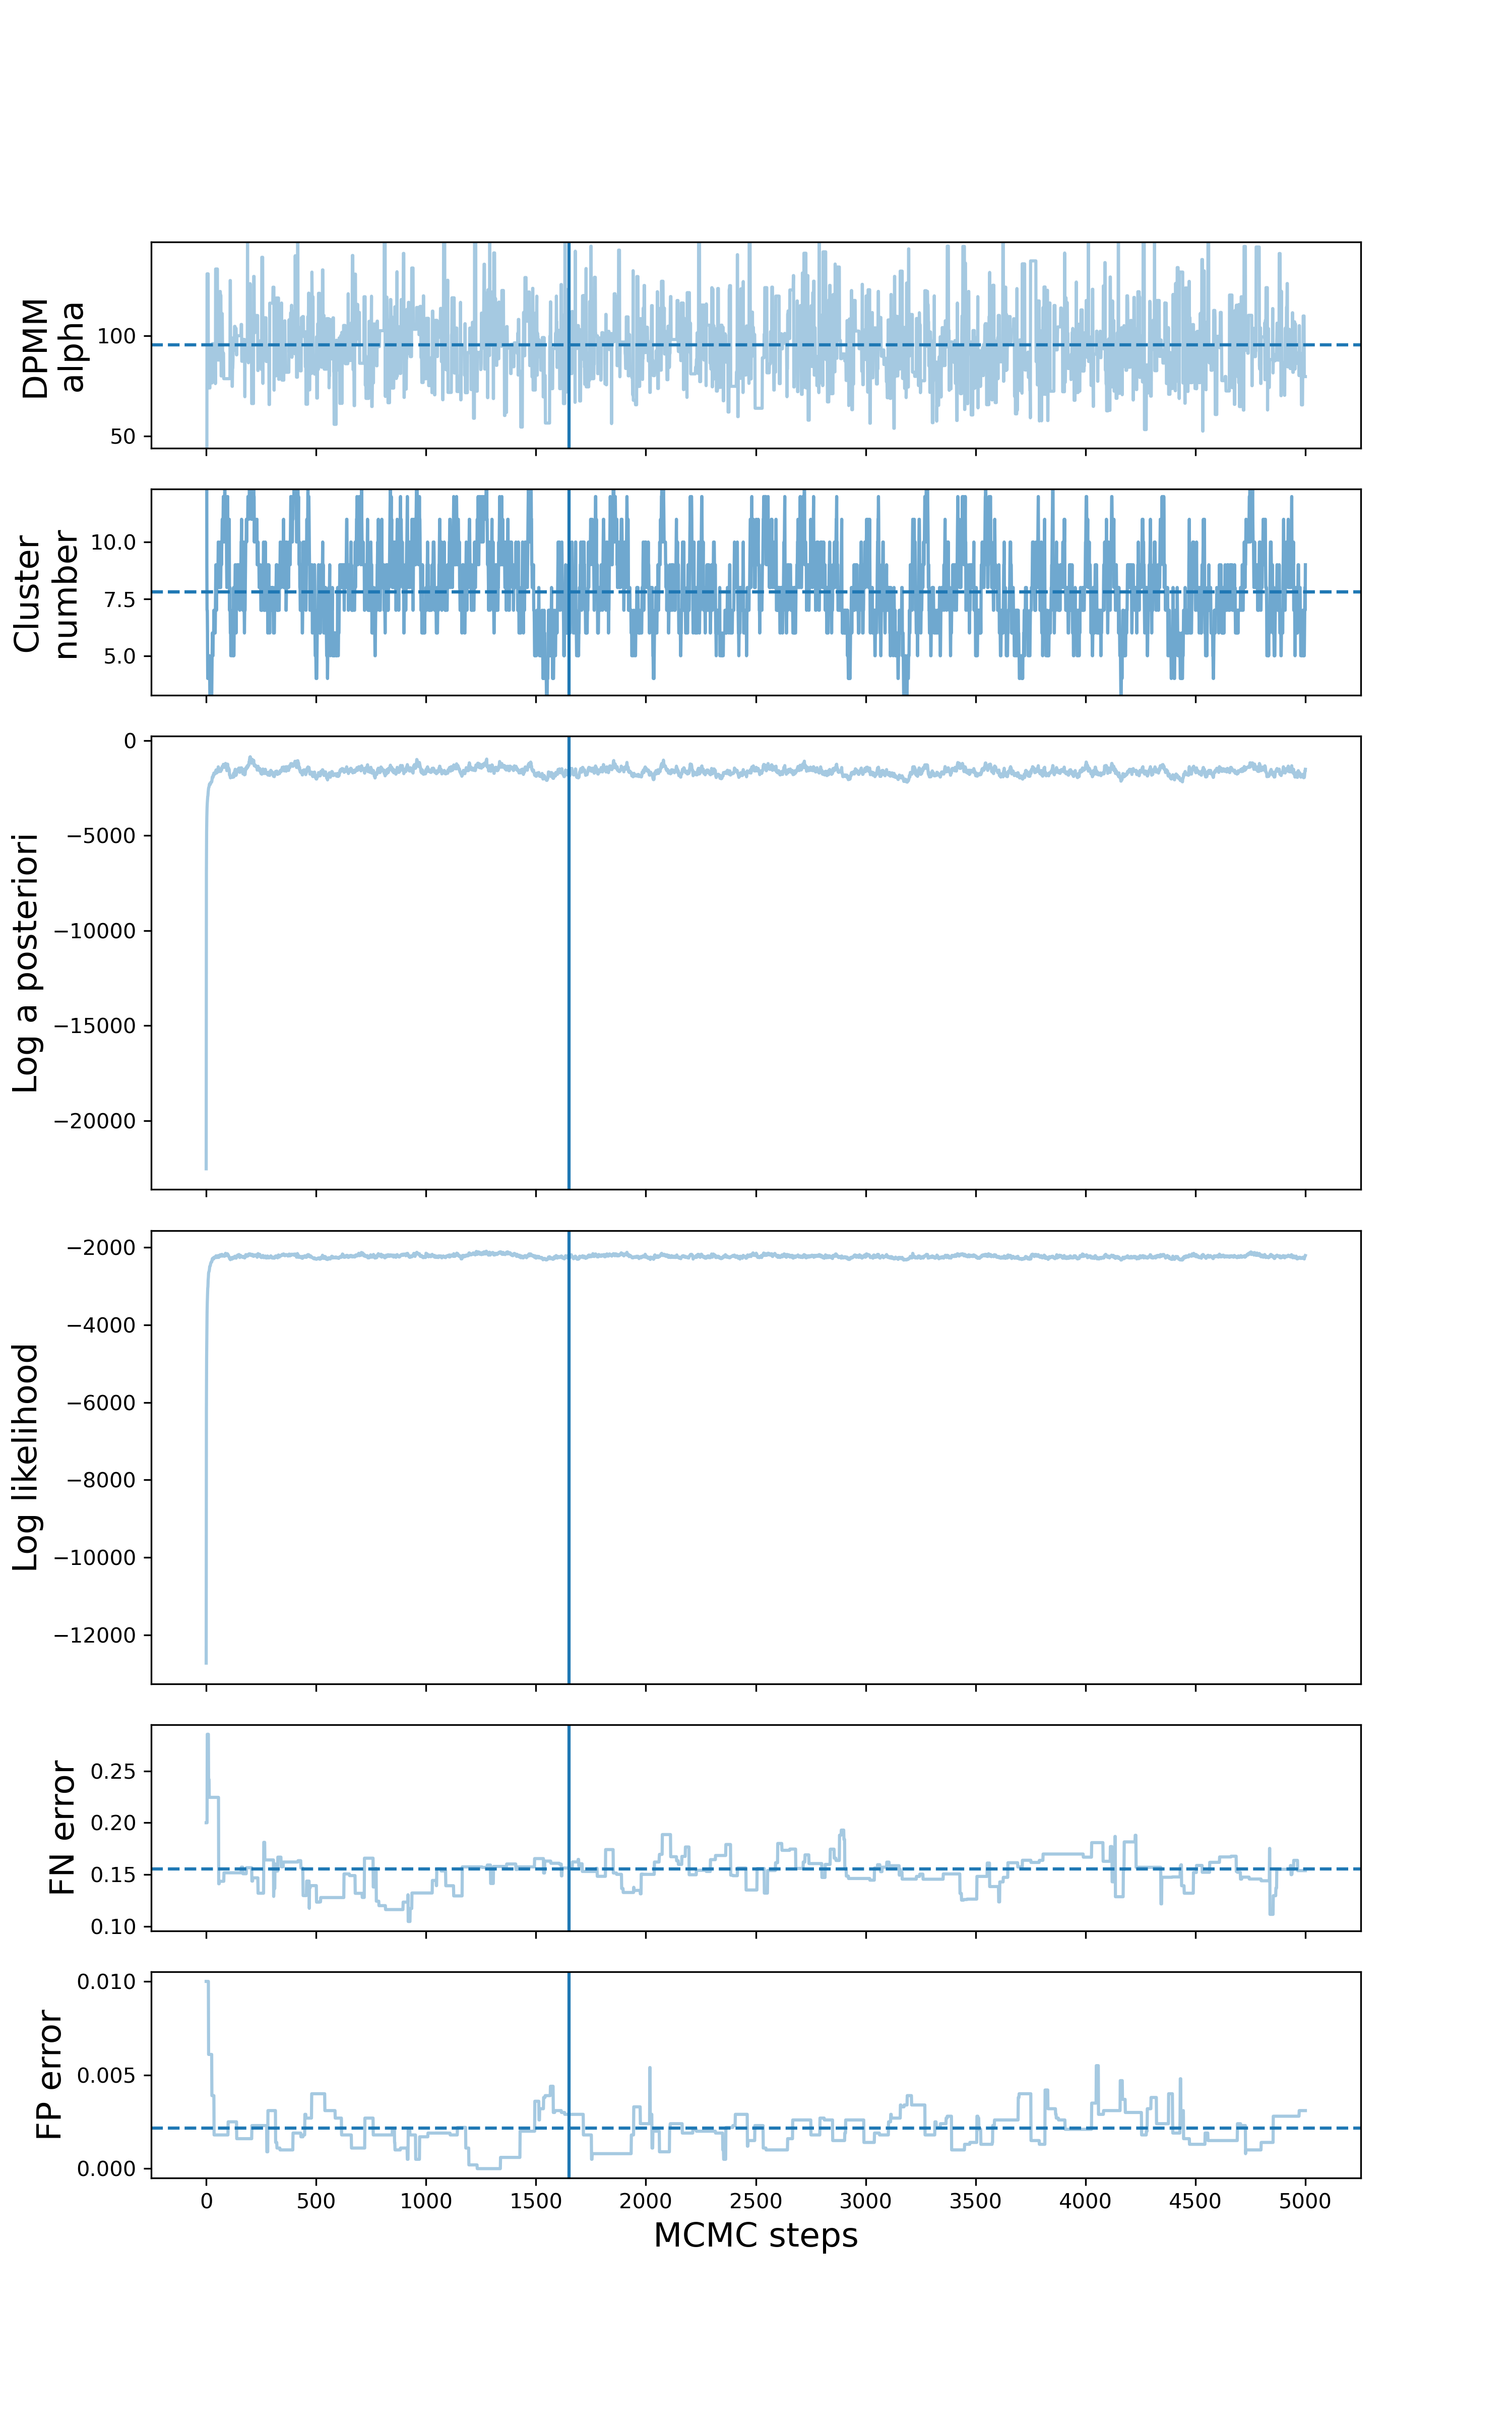 DPMM
alpha
100
50
Cluster
number
10.0
7.5
5.0
Log a posteriori
0
−5000
−10000
−15000
−20000
Log likelihood
−2000
−4000
−6000
−8000
−10000
−12000
FN error
0.25
0.20
0.15
0.10
FP error
0.010
0.005
0.000
0 500 1000 1500 2000 2500 3000 3500 4000 4500 5000
MCMC steps